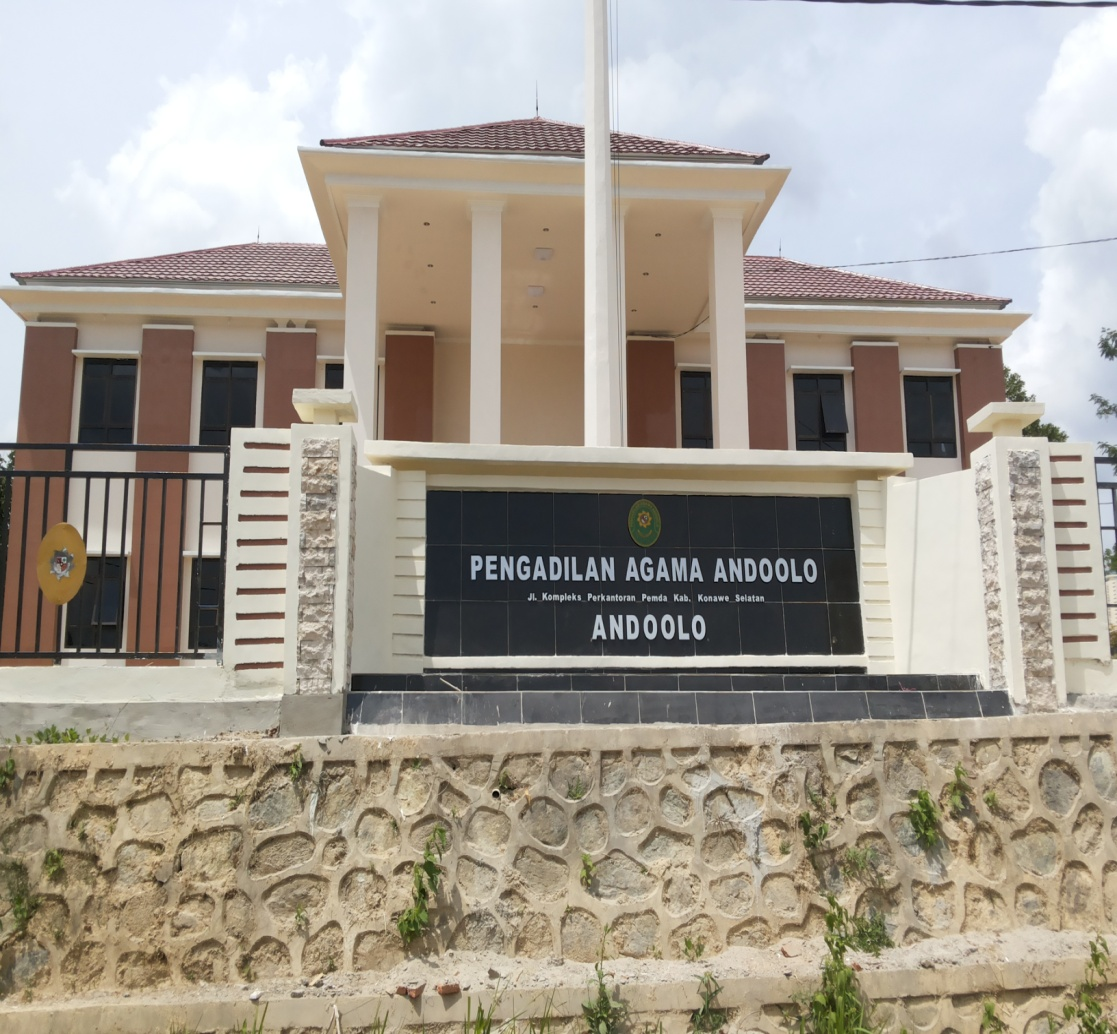 PENGADILAN AGAMA ANDOOLO
Jl. Kompleks Perkantoran Pemda Kab. Konawe Selatan
ANDOOLO